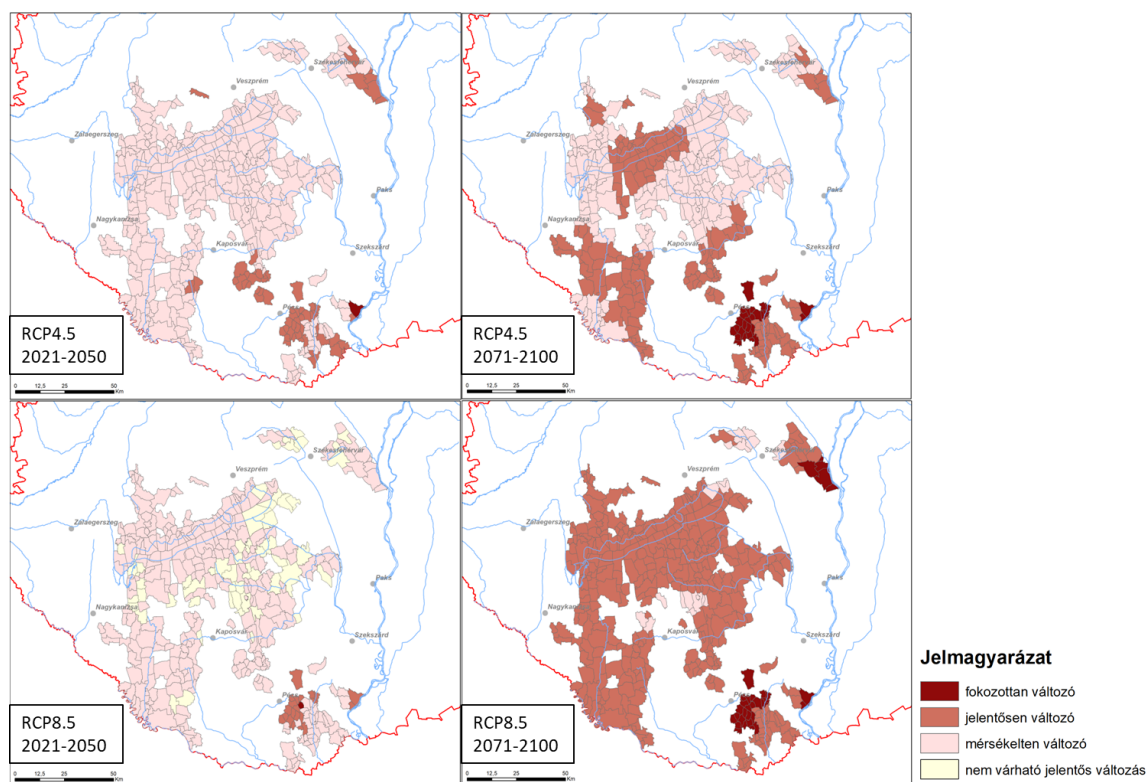 Székesfehérvár
Veszprém
Zalaegerszeg
Paks
Nagykanizsa
Kaposvár
Szekszárd
Pécs
RCP4.5
2021-2050
0 12,5 25 50
Km
Székesfehérvár
Veszprém
Zalaegerszeg
Paks
Nagykanizsa
Kaposvár
Szekszárd
Pécs
RCP4.5
2071-2100
0 12,5 25 50
Km
Székesfehérvár
Veszprém
Zalaegerszeg
Paks
Nagykanizsa
Kaposvár
Szekszárd
Pécs
RCP8.5
2021-2050
0 12,5 25 50
Km
Székesfehérvár
Veszprém
Zalaegerszeg
Paks
Nagykanizsa
Kaposvár
Szekszárd
Pécs
RCP8.5
2071-2100
0 12,5 25 50
Km
Jelmagyarázat
fokozottan változó
jelentősen változó
mérsékelten változó
nem várható jelentős változás